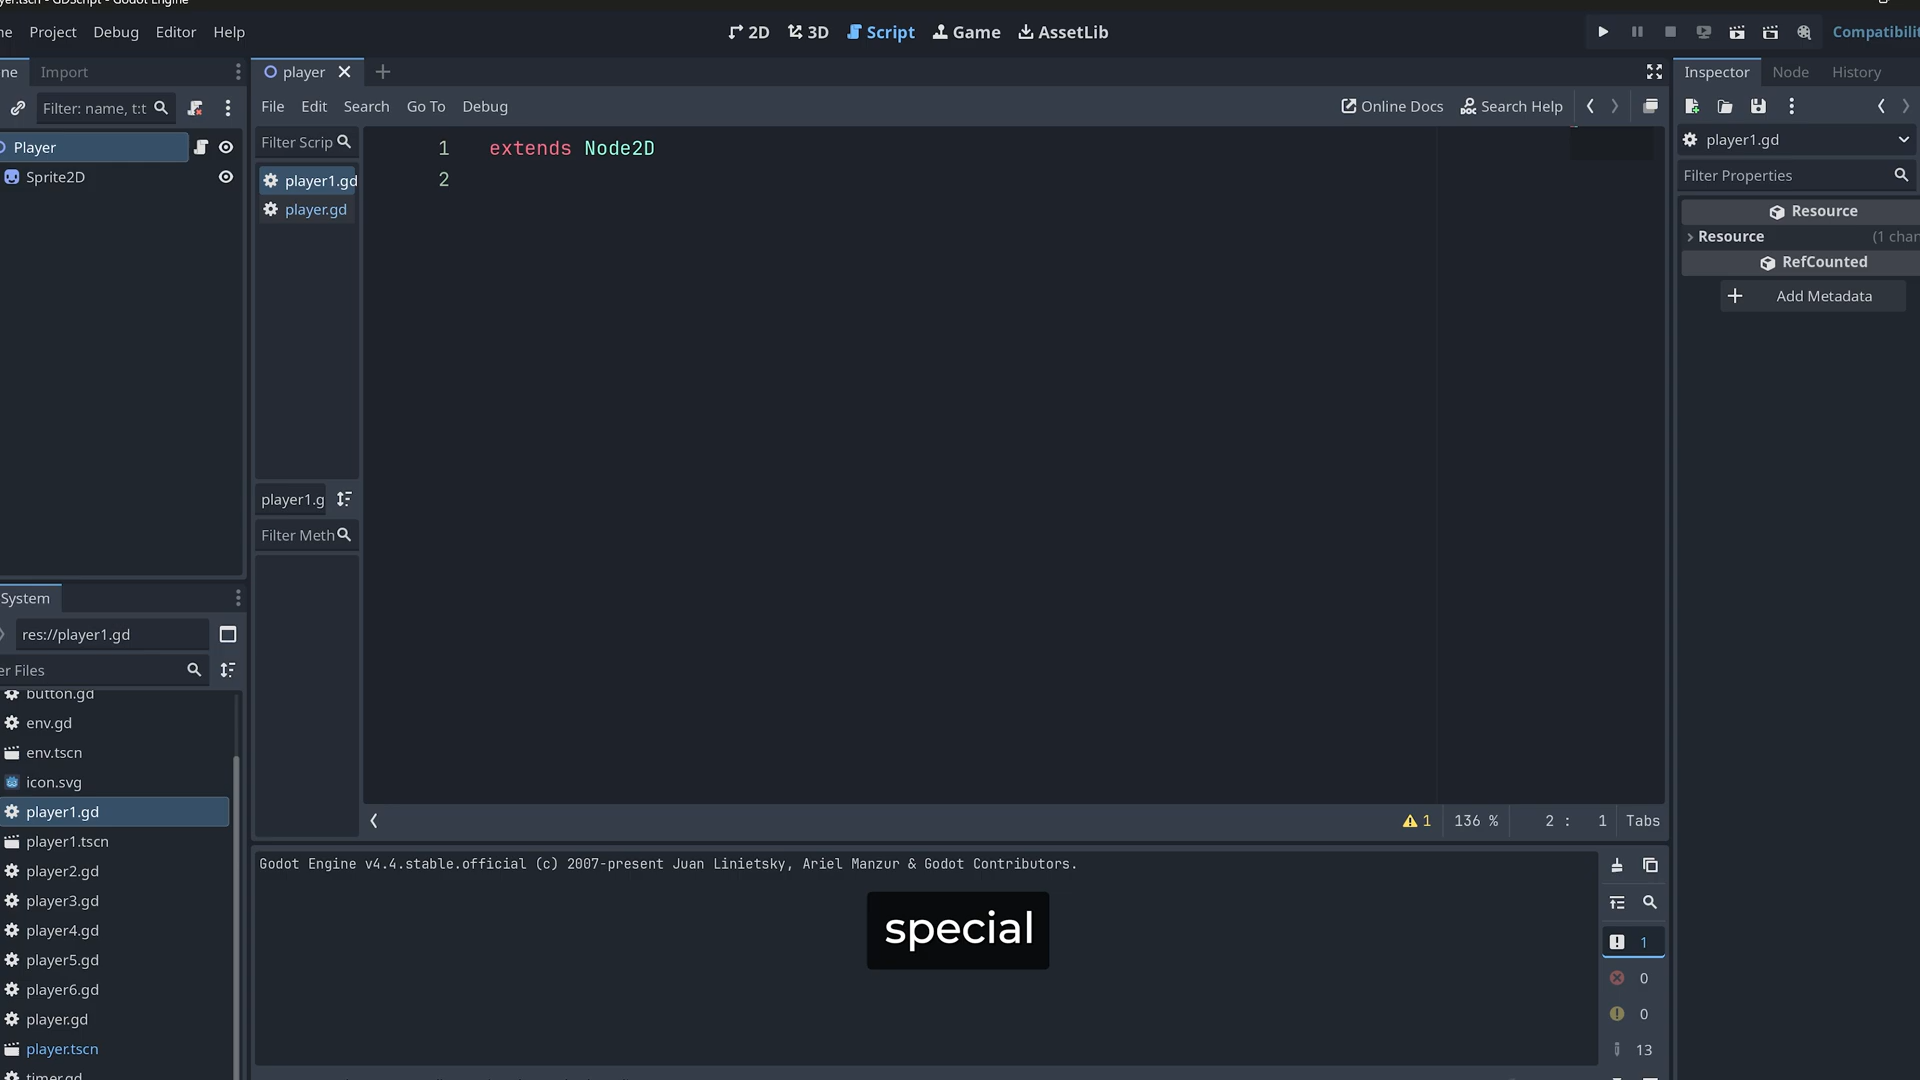 Project Debug Editor Help
2D 3D Script Game AssetLib
Import
Filter: name, t:t
Player
Sprite2D
player
File Edit Search Go To Debug
Online Docs Search Help
Filter Scrip
player1.gd
player.gd
1 extends Node2D
2
player1.g
Filter Meth
System
res://player1.gd
er Files
button.gd
env.gd
env.tscn
icon.svg
player1.gd
player1.tscn
player2.gd
player3.gd
player4.gd
player5.gd
player6.gd
player.gd
player.tscn
timer.gd
1 136 % 2 : 1 Tabs
Godot Engine v4.4.stable.official (c) 2007-present Juan Linietsky, Ariel Manzur & Godot Contributors.
special
1
0
0
13
Compatibili
Inspector Node History
player1.gd
Filter Properties
Resource
Resource (1 chan
RefCounted
Add Metadata